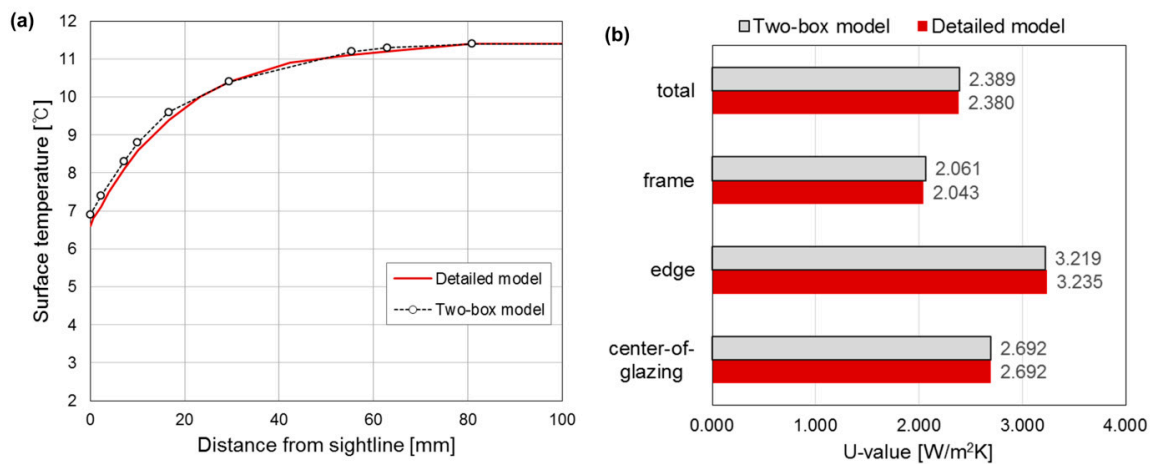 (a)
12
11
10
9
8
7
6
5
4
3
2
Surface temperature [℃]
Detailed model
Two-box model
0
20
40
60
80
100
Distance from sightline [mm]
(b)
Two-box model
Detailed model
total
2.389
2.380
frame
2.061
2.043
edge
3.219
3.235
center-of-
glazing
2.692
2.692
0.000
1.000
2.000
3.000
4.000
U-value [W/m²K]